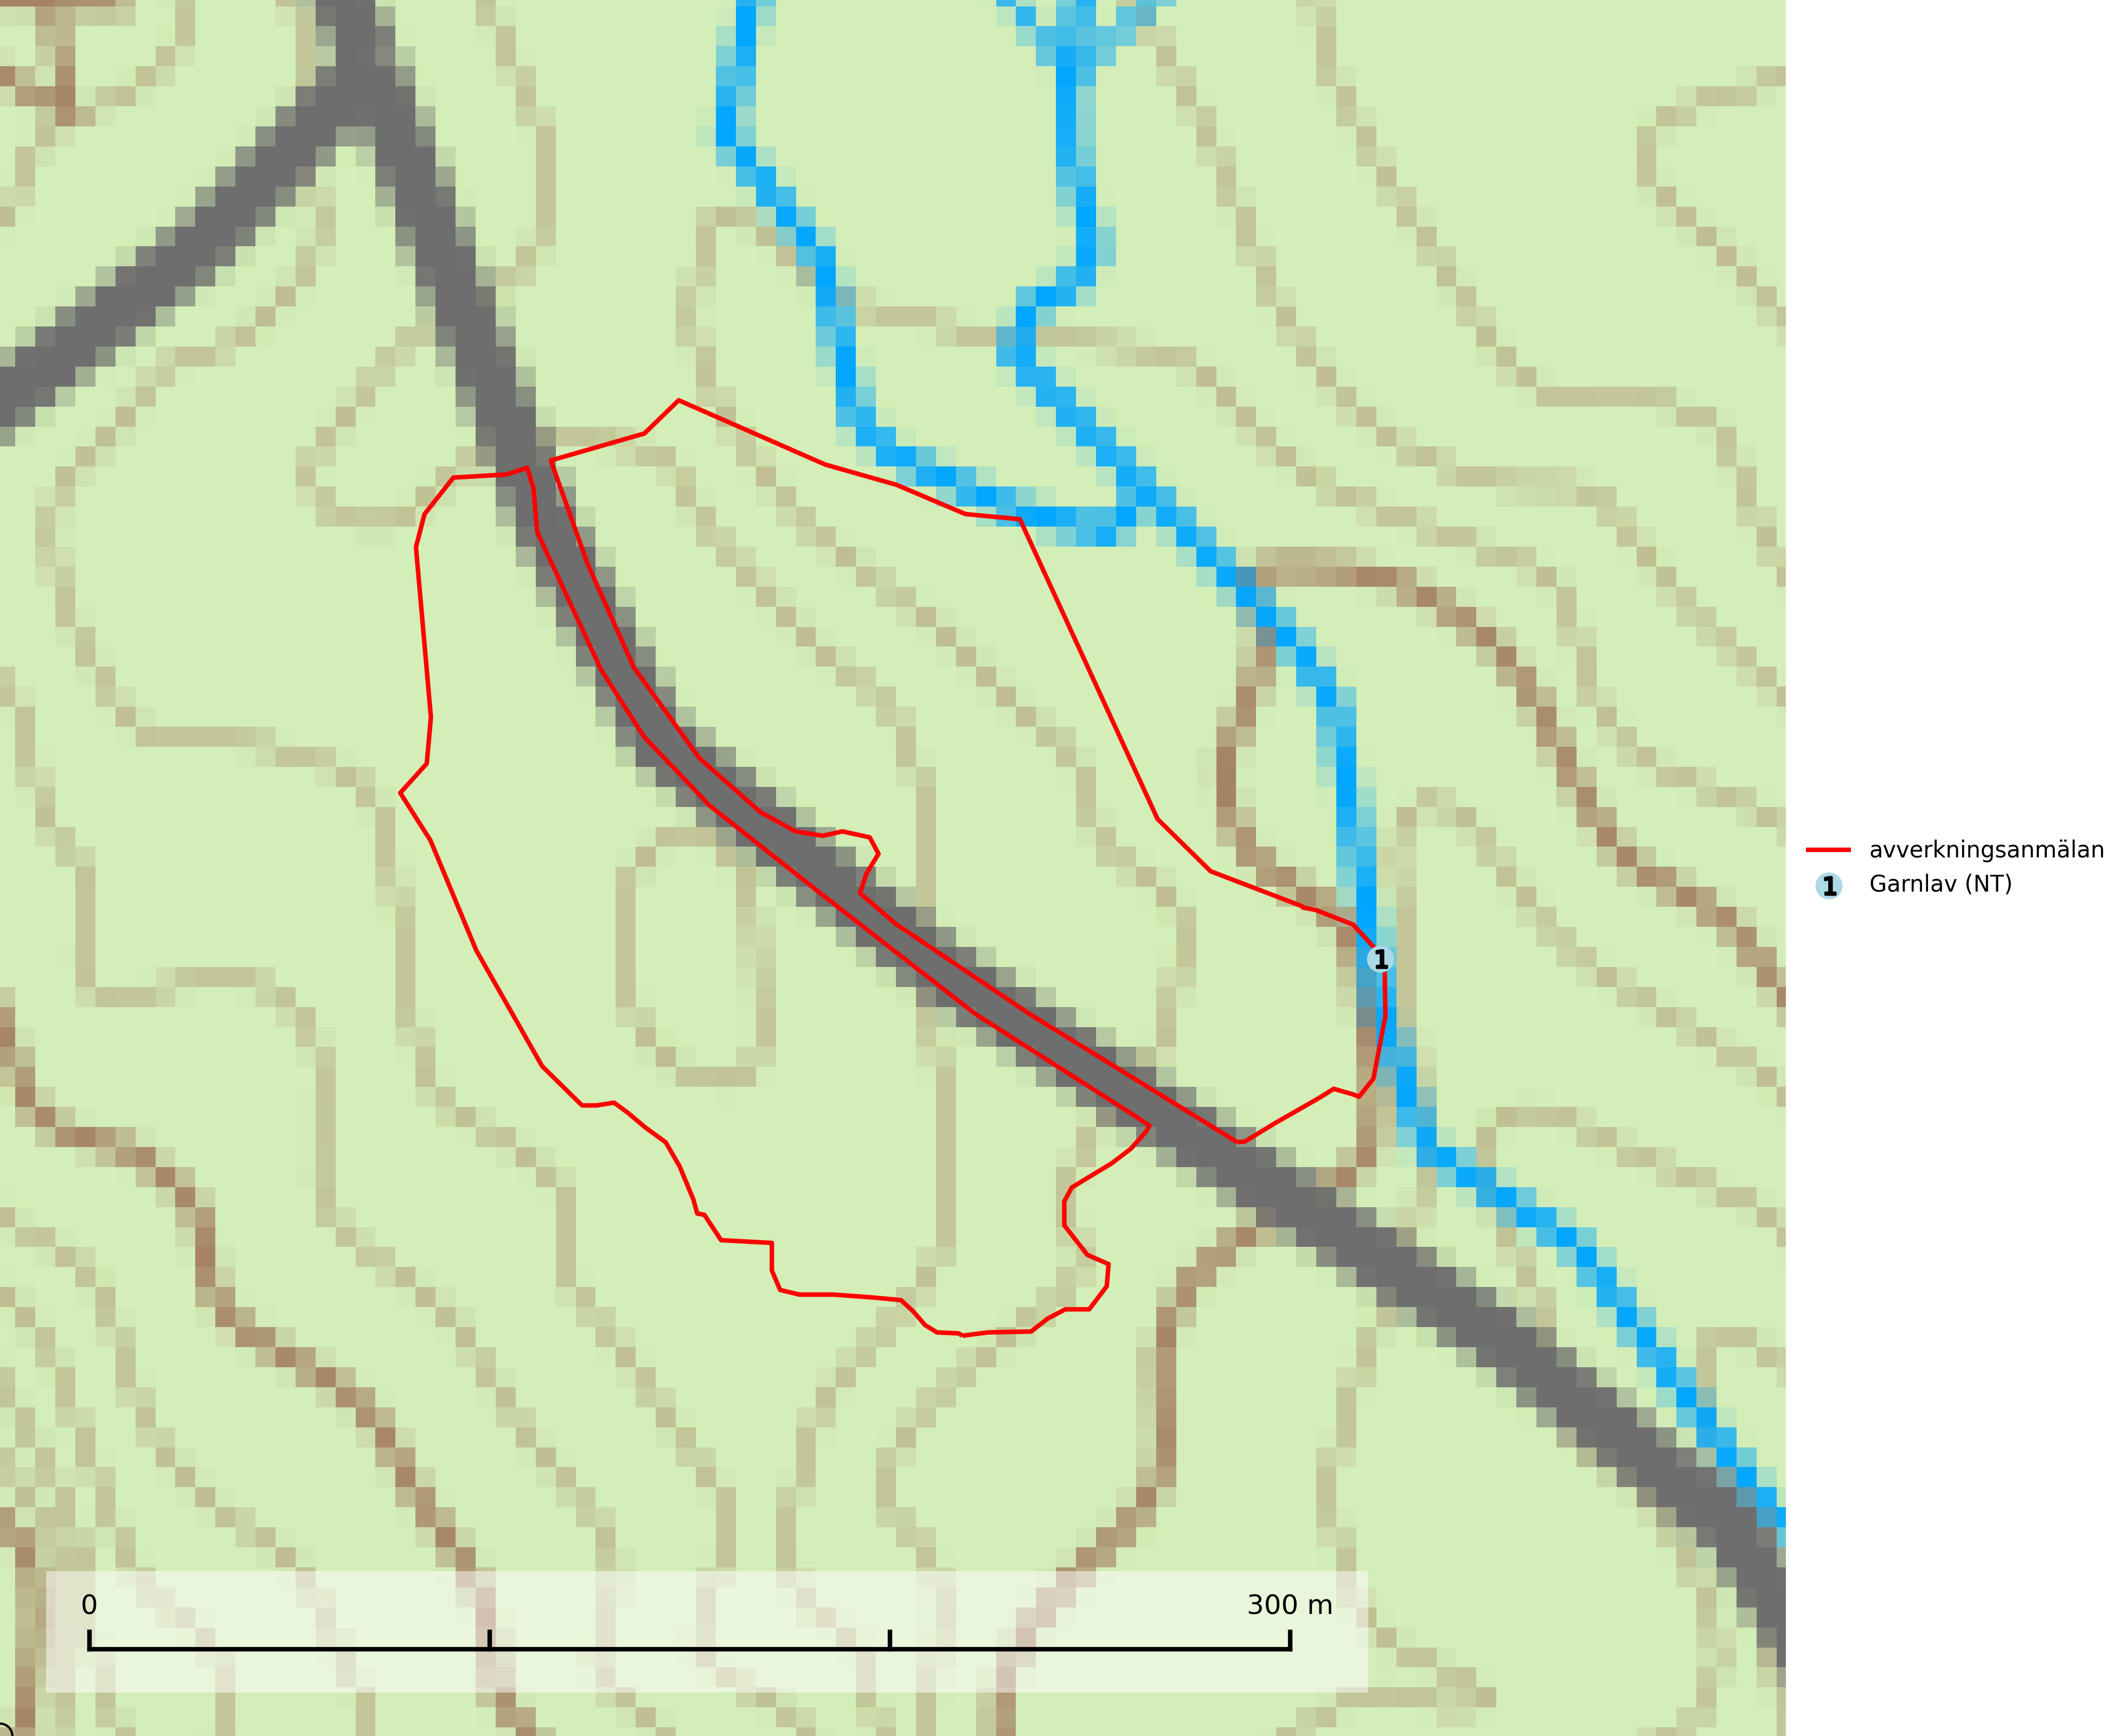 avverkningsanmälan
1 Garnlav (NT)
1
0 300 m